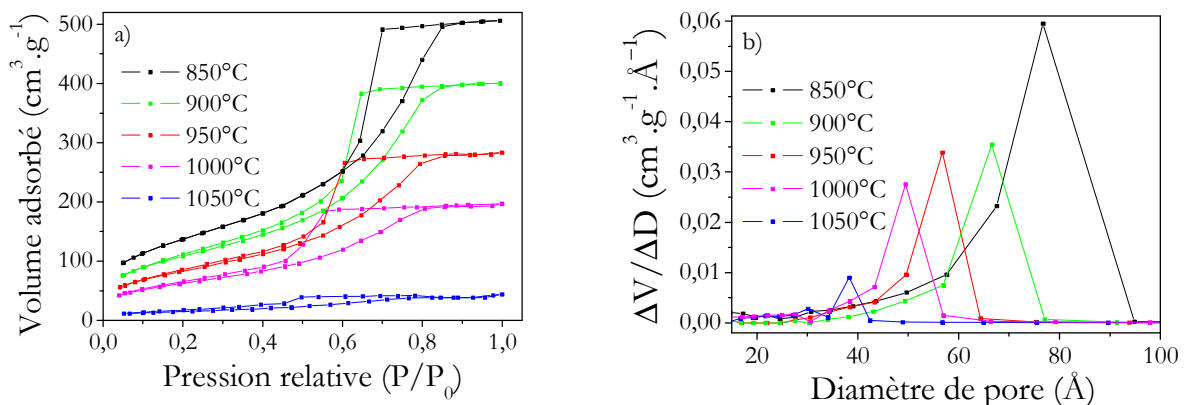 a)
850°C
900°C
950°C
1000°C
1050°C
500
400
300
200
100
0
0,0 0,2 0,4 0,6 0,8 1,0
Volume adsorbé (cm³.g⁻¹)
Pression relative (P/P₀)
b)
850°C
900°C
950°C
1000°C
1050°C
0,06
0,05
0,04
0,03
0,02
0,01
0,00
20 40 60 80 100
ΔV/ΔD (cm³.g⁻¹.Å⁻¹)
Diamètre de pore (Å)